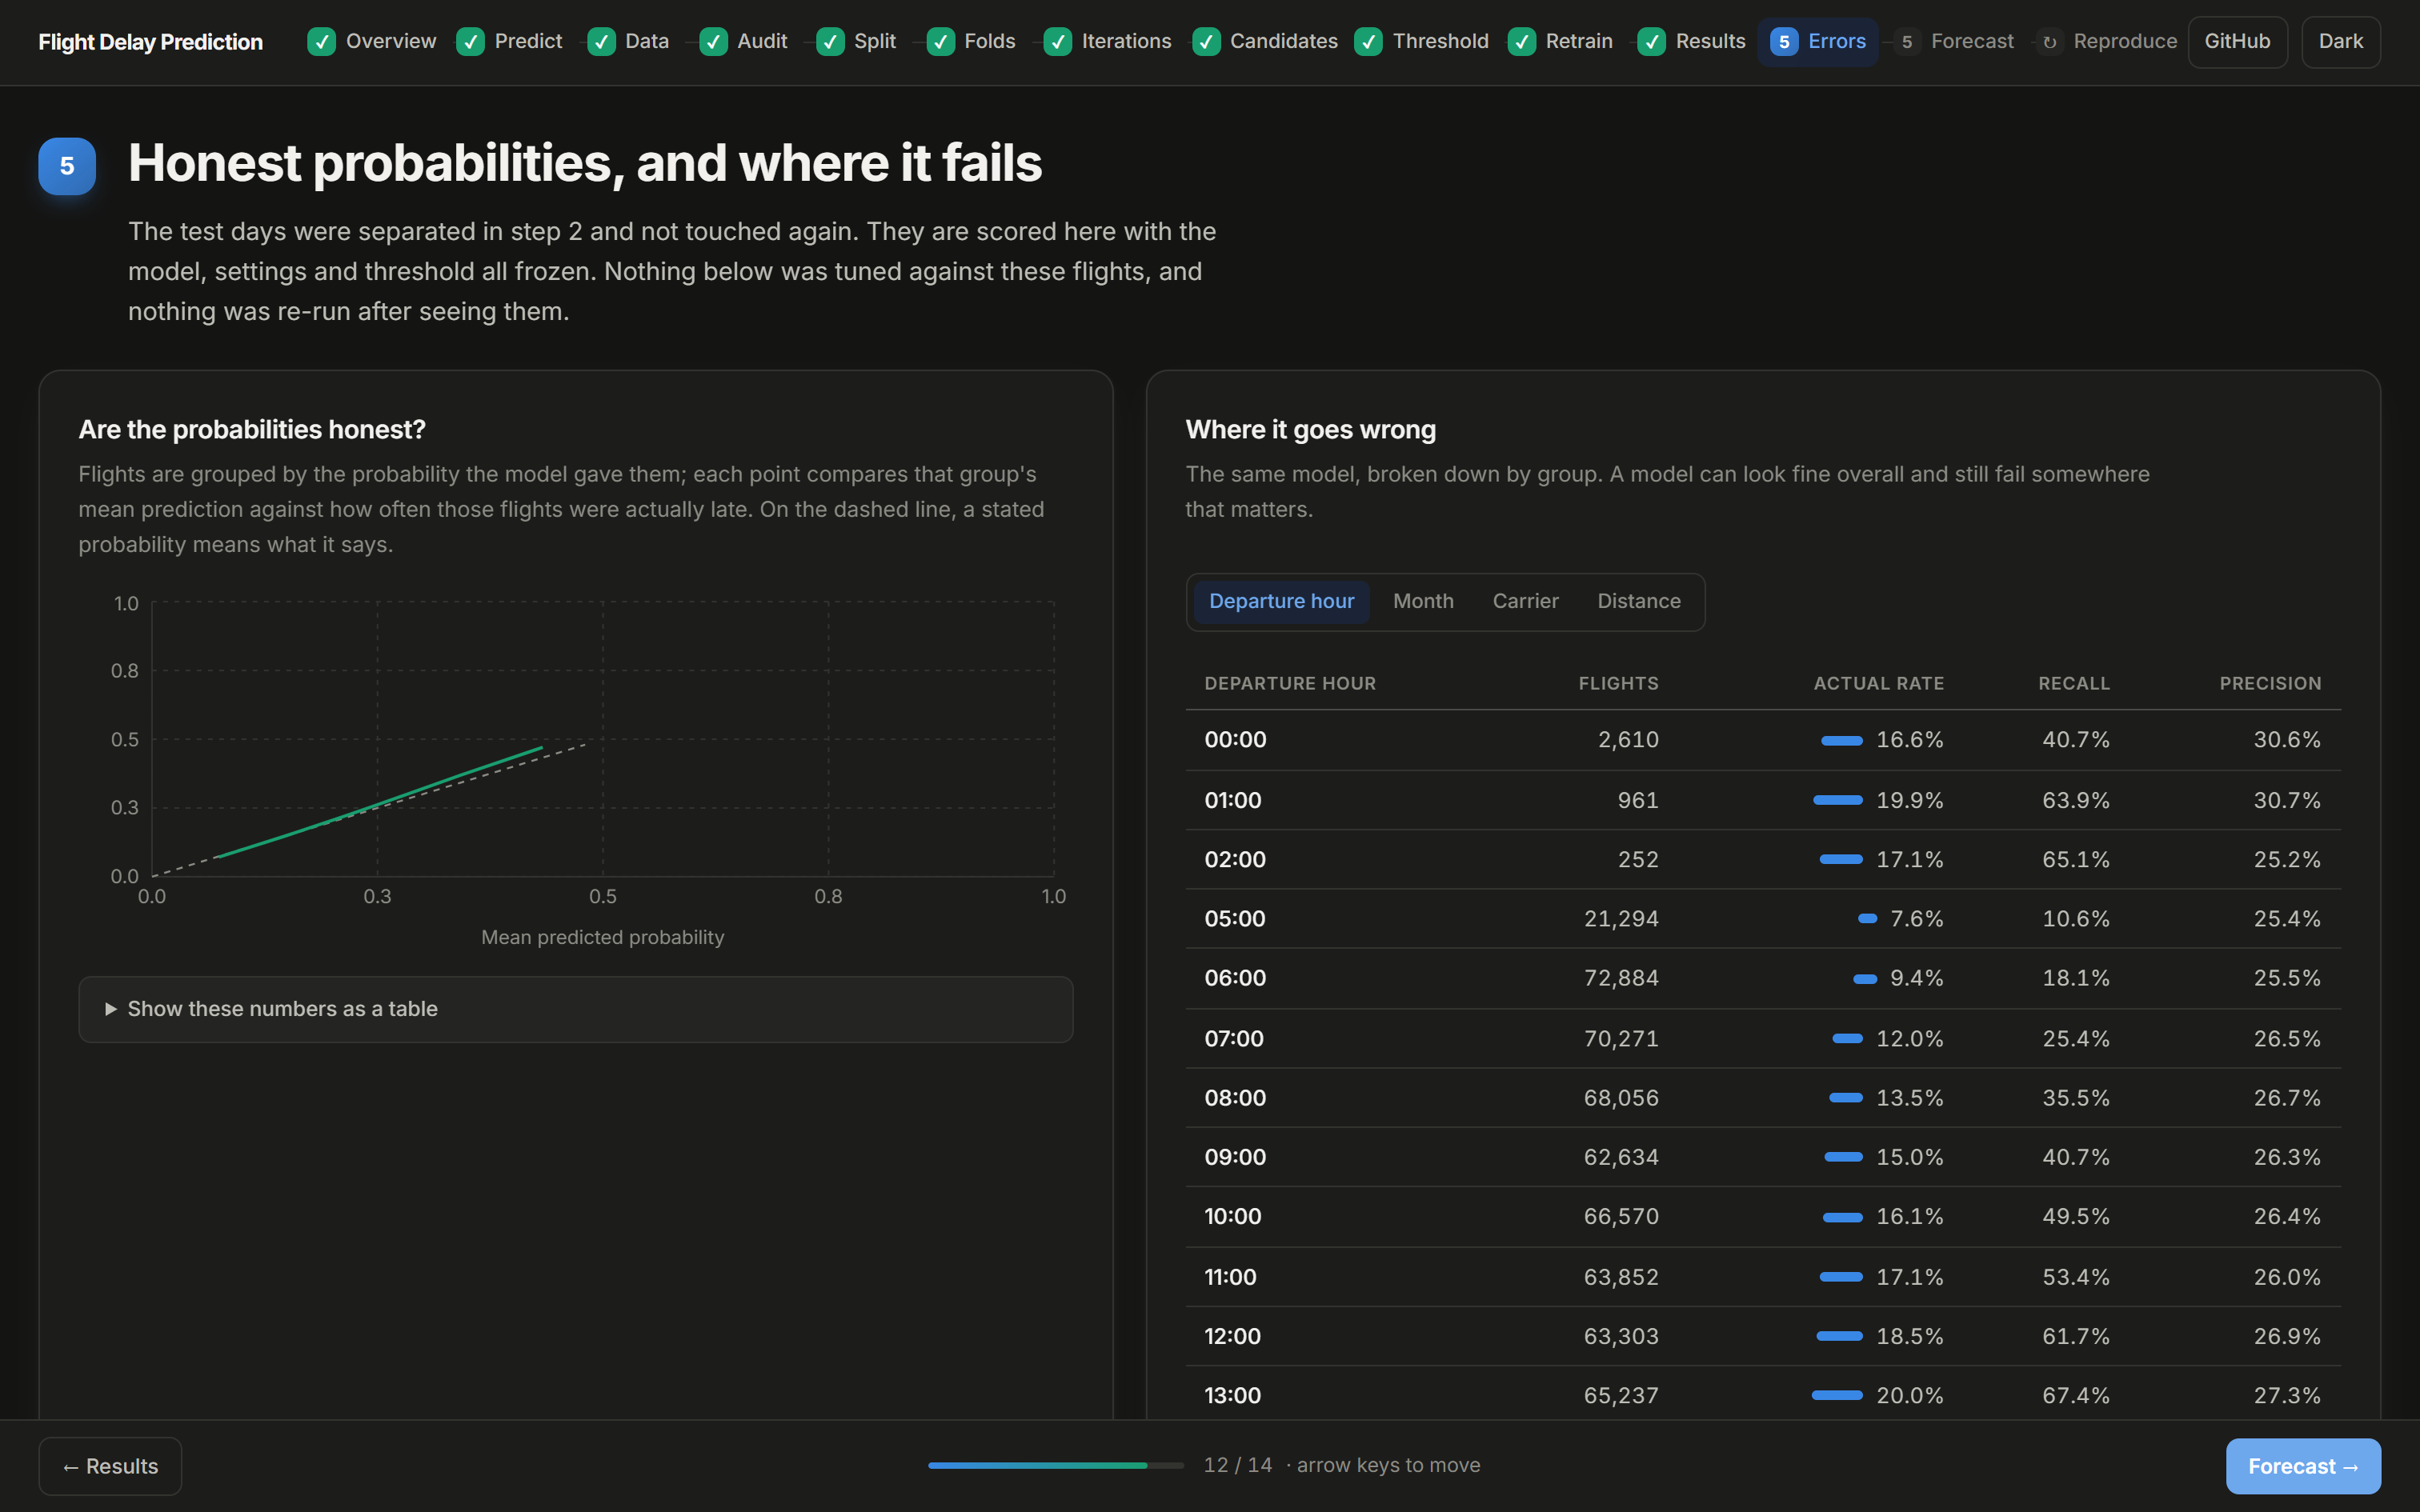 Flight Delay Prediction
✓ Overview ✓ Predict ✓ Data ✓ Audit ✓ Split ✓ Folds ✓ Iterations ✓ Candidates ✓ Threshold ✓ Retrain ✓ Results 5 Errors 5 Forecast ↻ Reproduce GitHub Dark
5 Honest probabilities, and where it fails
The test days were separated in step 2 and not touched again. They are scored here with the
model, settings and threshold all frozen. Nothing below was tuned against these flights, and
nothing was re-run after seeing them.
Are the probabilities honest?
Flights are grouped by the probability the model gave them; each point compares that group's
mean prediction against how often those flights were actually late. On the dashed line, a stated
probability means what it says.
1.0
0.8
0.5
0.3
0.0
0.0 0.3 0.5 0.8 1.0
Mean predicted probability
▶ Show these numbers as a table
Where it goes wrong
The same model, broken down by group. A model can look fine overall and still fail somewhere
that matters.
Departure hour Month Carrier Distance
DEPARTURE HOUR FLIGHTS ACTUAL RATE RECALL PRECISION
00:00 2,610 16.6% 40.7% 30.6%
01:00 961 19.9% 63.9% 30.7%
02:00 252 17.1% 65.1% 25.2%
05:00 21,294 7.6% 10.6% 25.4%
06:00 72,884 9.4% 18.1% 25.5%
07:00 70,271 12.0% 25.4% 26.5%
08:00 68,056 13.5% 35.5% 26.7%
09:00 62,634 15.0% 40.7% 26.3%
10:00 66,570 16.1% 49.5% 26.4%
11:00 63,852 17.1% 53.4% 26.0%
12:00 63,303 18.5% 61.7% 26.9%
13:00 65,237 20.0% 67.4% 27.3%
← Results
12 / 14 · arrow keys to move
Forecast →